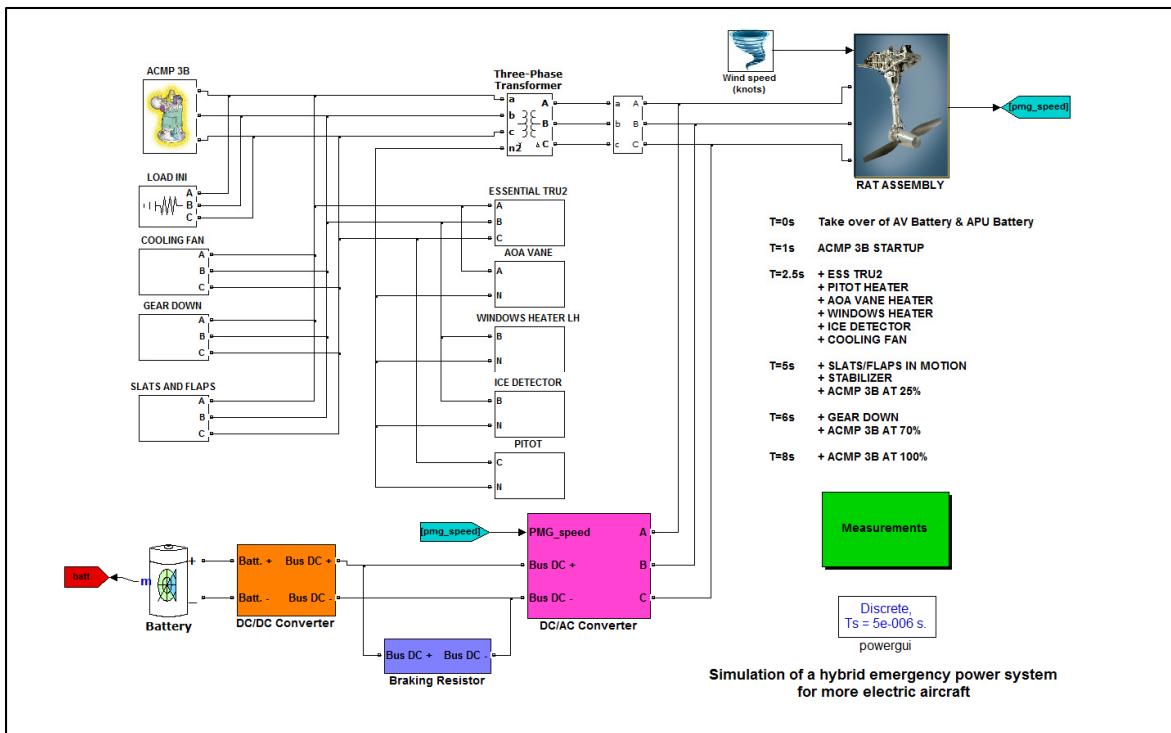 ACMP 3B
Three-Phase
Transformer
a
b
c
n2
A
B
C
a
b
c
A
B
C
Wind speed
(knots)
RAT ASSEMBLY
[pmg_speed]
LOAD INI
A
B
C
COOLING FAN
A
B
C
GEAR DOWN
A
B
C
SLATS AND FLAPS
A
B
C
ESSENTIAL TRU2
A
B
C
AOA VANE
A
N
WINDOWS HEATER LH
B
N
ICE DETECTOR
B
N
PITOT
C
N
T=0s Take over of AV Battery & APU Battery
T=1s ACMP 3B STARTUP
T=2.5s + ESS TRU2
+ PITOT HEATER
+ AOA VANE HEATER
+ WINDOWS HEATER
+ ICE DETECTOR
+ COOLING FAN
T=5s + SLATS/FLAPS IN MOTION
+ STABILIZER
+ ACMP 3B AT 25%
T=6s + GEAR DOWN
+ ACMP 3B AT 70%
T=8s + ACMP 3B AT 100%
Measurements
batt
m
+
_
Battery
Batt. + Bus DC +
Batt. - Bus DC -
DC/DC Converter
Bus DC + Bus DC -
Braking Resistor
[pmg_speed]
PMG_speed A
Bus DC + B
Bus DC - C
DC/AC Converter
Discrete,
Ts = 5e-006 s.
powergui
Simulation of a hybrid emergency power system
for more electric aircraft